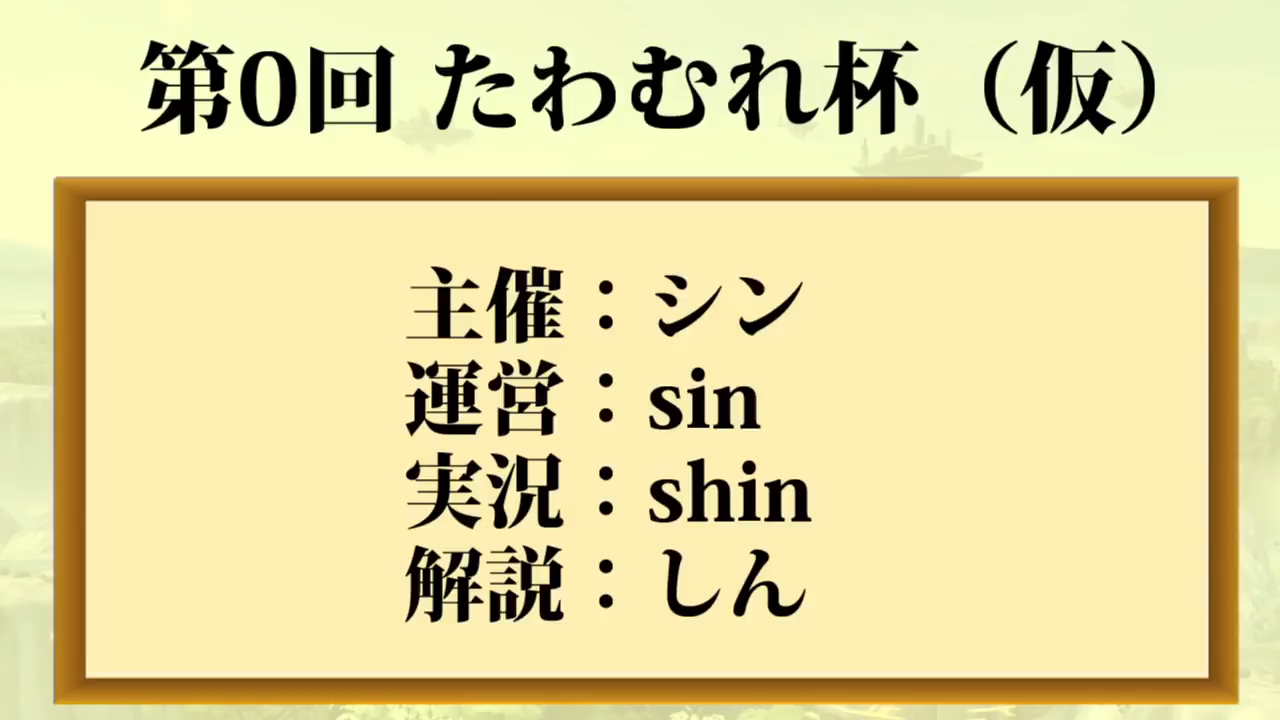 第0回 たわむれ杯（仮）
主催：シン
運営：sin
実況：shin
解説：しん